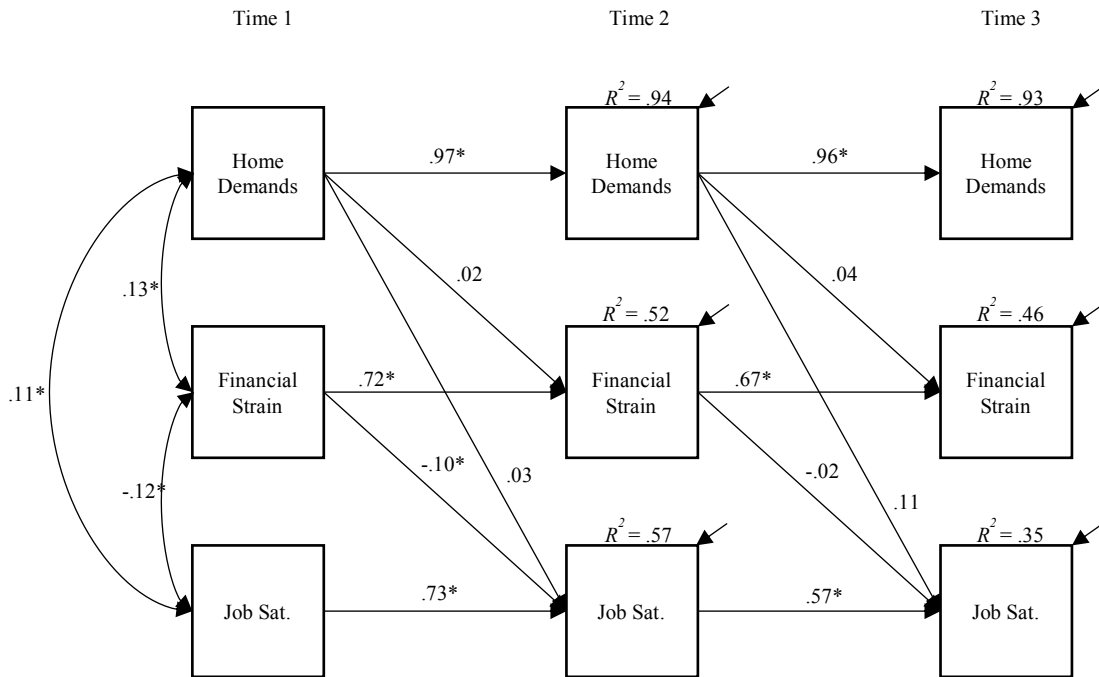 Time 1
Time 2
Time 3
R² = .94
R² = .93
Home
Demands
.97*
Home
Demands
.96*
Home
Demands
.13*
.02
.04
R² = .52
R² = .46
.11*
Financial
Strain
.72*
Financial
Strain
.67*
Financial
Strain
-.12*
-.10*
.03
-.02
.11
R² = .57
R² = .35
Job Sat.
.73*
Job Sat.
.57*
Job Sat.